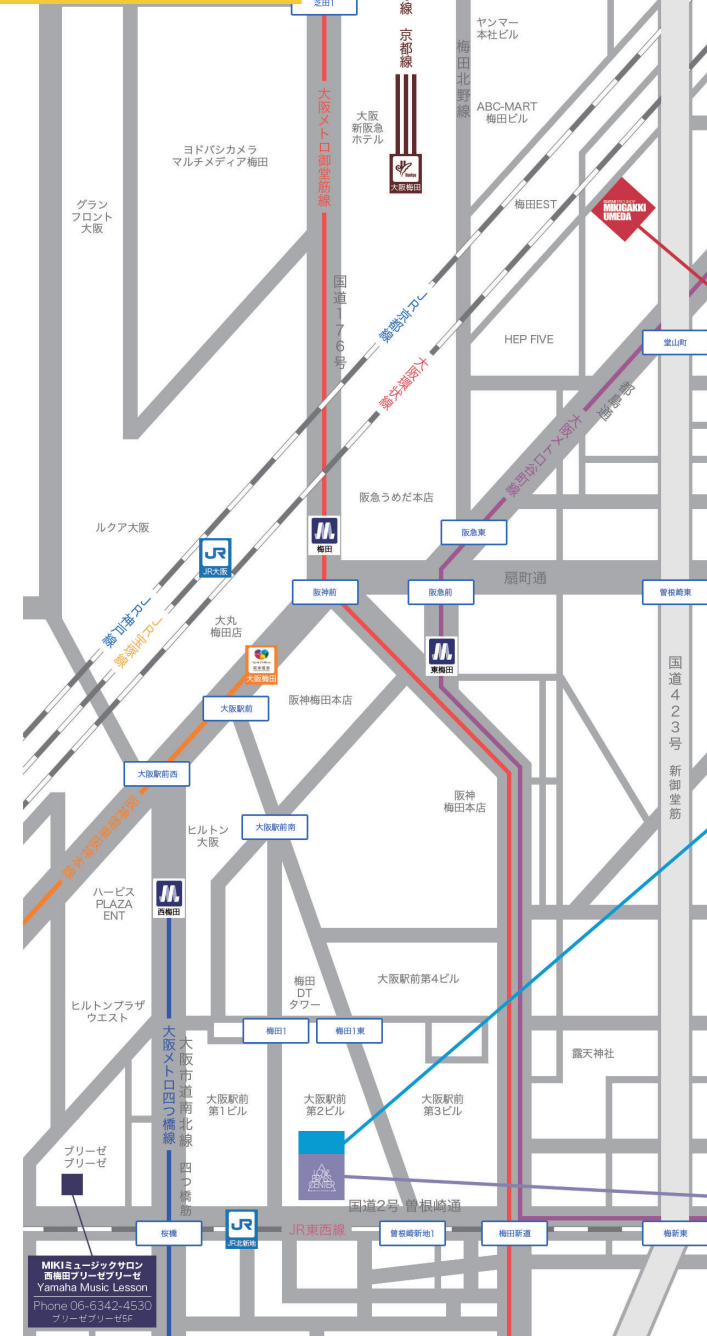 芝田1
線 京都線
ヤンマー
本社ビル
梅田北野線
大阪メトロ御堂筋線
大阪
新阪急
ホテル
ABC-MART
梅田ビル
ヨドバシカメラ
マルチメディア梅田
Hankyu
大阪梅田
グラン
フロント
大阪
梅田EST
MIKIGAKKI
UMEDA
国道176号
JR京都線
大阪環状線
HEP FIVE
堂山町
都島通
大阪メトロ谷町線
阪急うめだ本店
ルクア大阪
梅田
阪急東
JR
JR大阪
扇町通
阪神前
阪急前
曽根崎東
JR神戸線
JR宝塚線
大丸
梅田店
東梅田
大阪梅田
国道423号 新御堂筋
阪神梅田本店
大阪駅前
大阪駅前西
阪神
梅田本店
ヒルトン
大阪
大阪駅前南
阪神電車阪神本線
ハービス
PLAZA
ENT
西梅田
梅田
DT
タワー
大阪駅前第4ビル
ヒルトンプラザ
ウエスト
梅田1
梅田1東
大阪メトロ四つ橋線
大阪市道南北線 四つ橋筋
露天神社
大阪駅前
第1ビル
大阪駅前
第2ビル
大阪駅前
第3ビル
ブリーゼ
ブリーゼ
国道2号 曽根崎通
桜橋
JR
JR北新地
JR東西線
曽根崎新地1
梅田新道
梅新東
MIKIミュージックサロン
西梅田ブリーゼブリーゼ
Yamaha Music Lesson
Phone 06-6342-4530
ブリーゼブリーゼ5F